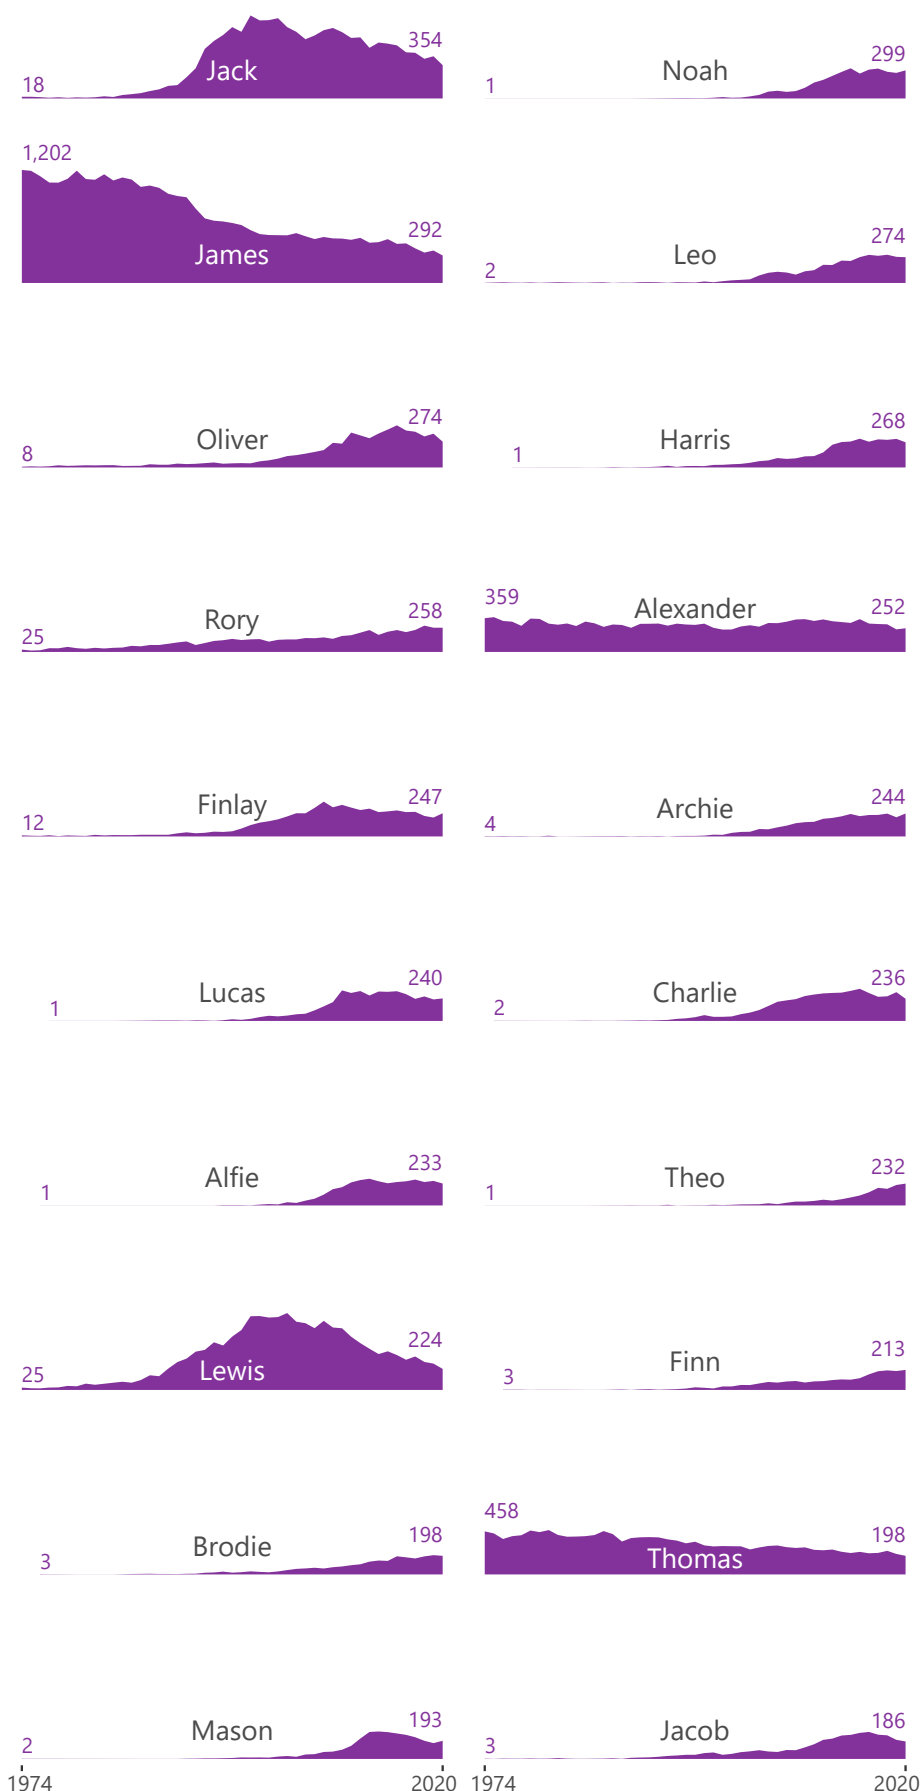 354
18
Jack
299
1
Noah
1,202
292
James
274
2
Leo
274
8
Oliver
268
1
Harris
258
25
Rory
359
252
Alexander
247
12
Finlay
244
4
Archie
240
1
Lucas
236
2
Charlie
233
1
Alfie
232
1
Theo
224
25
Lewis
213
3
Finn
198
3
Brodie
458
198
Thomas
193
2
Mason
186
3
Jacob
1974 2020 1974 2020